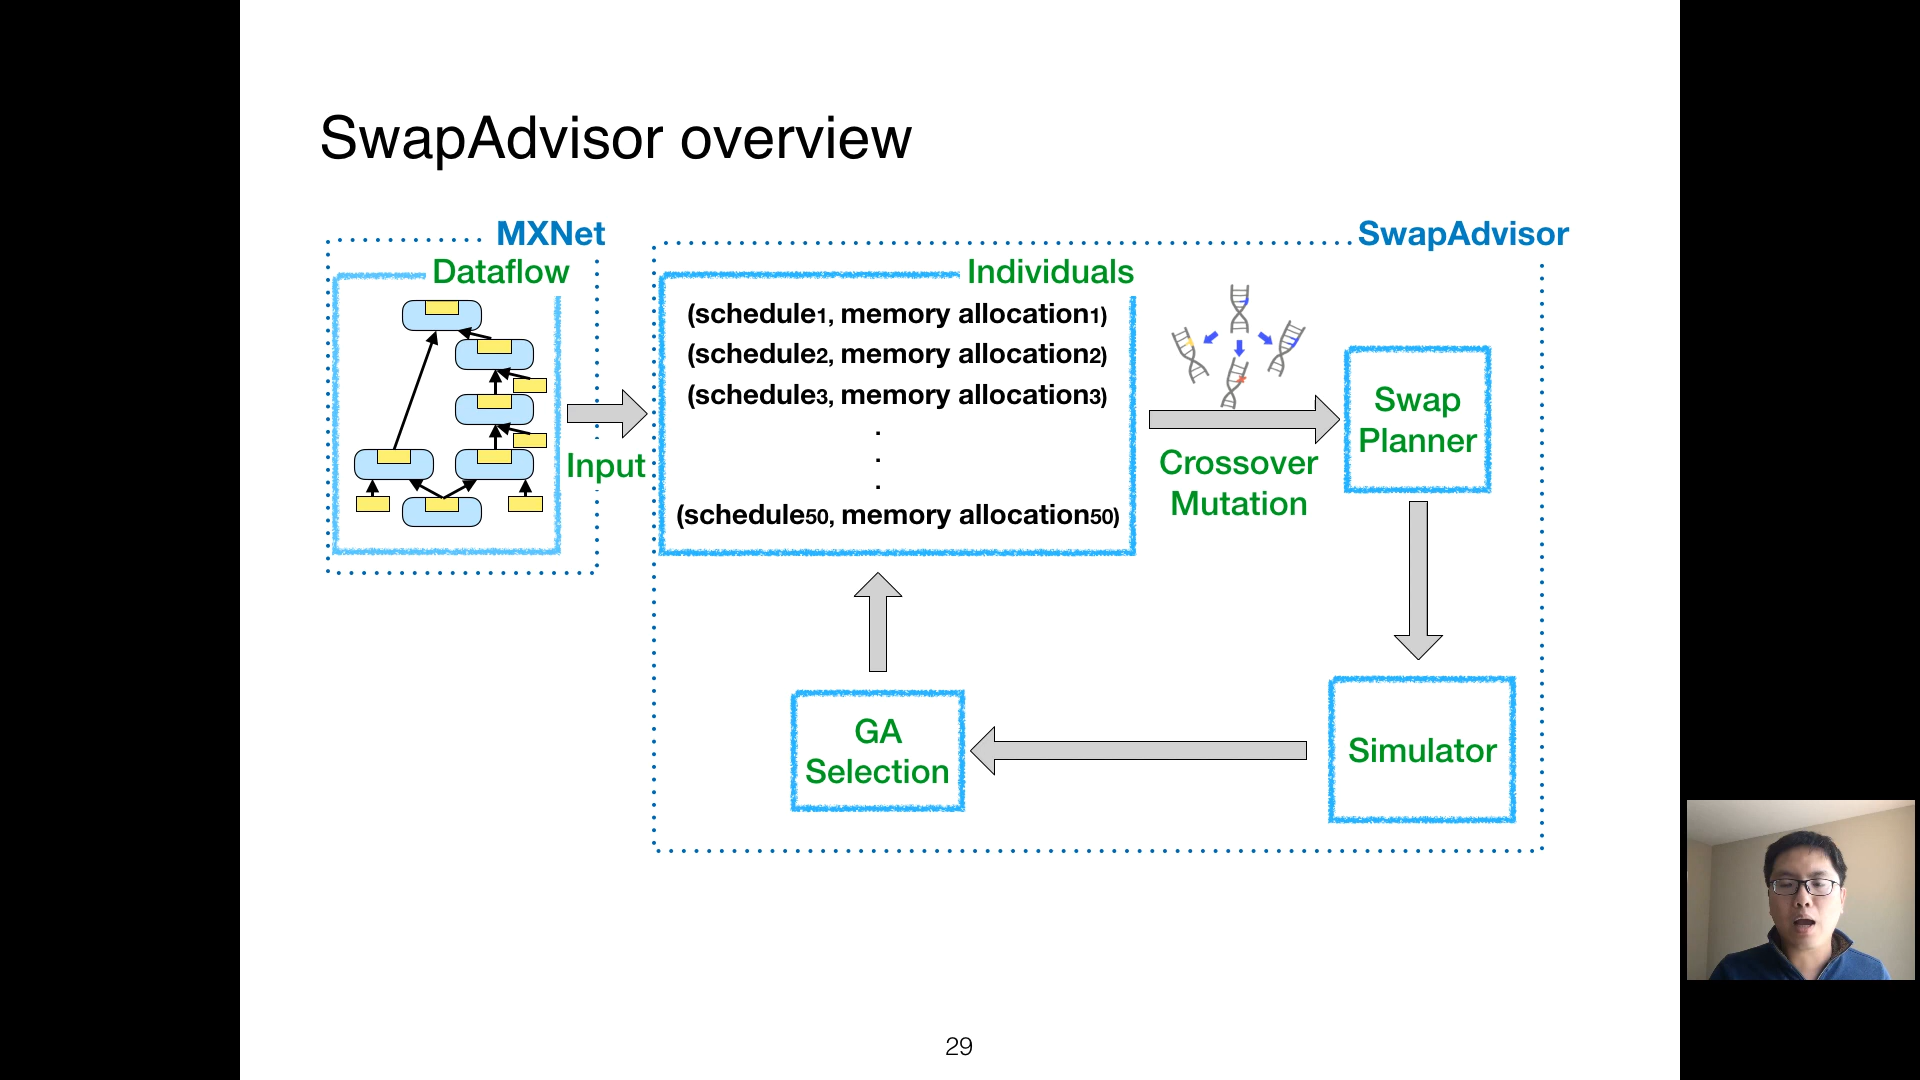 SwapAdvisor overview
MXNet
Dataflow
Input
SwapAdvisor
Individuals
(schedule1, memory allocation1)
(schedule2, memory allocation2)
(schedule3, memory allocation3)
.
.
.
(schedule50, memory allocation50)
Crossover
Mutation
Swap
Planner
Simulator
GA
Selection
29